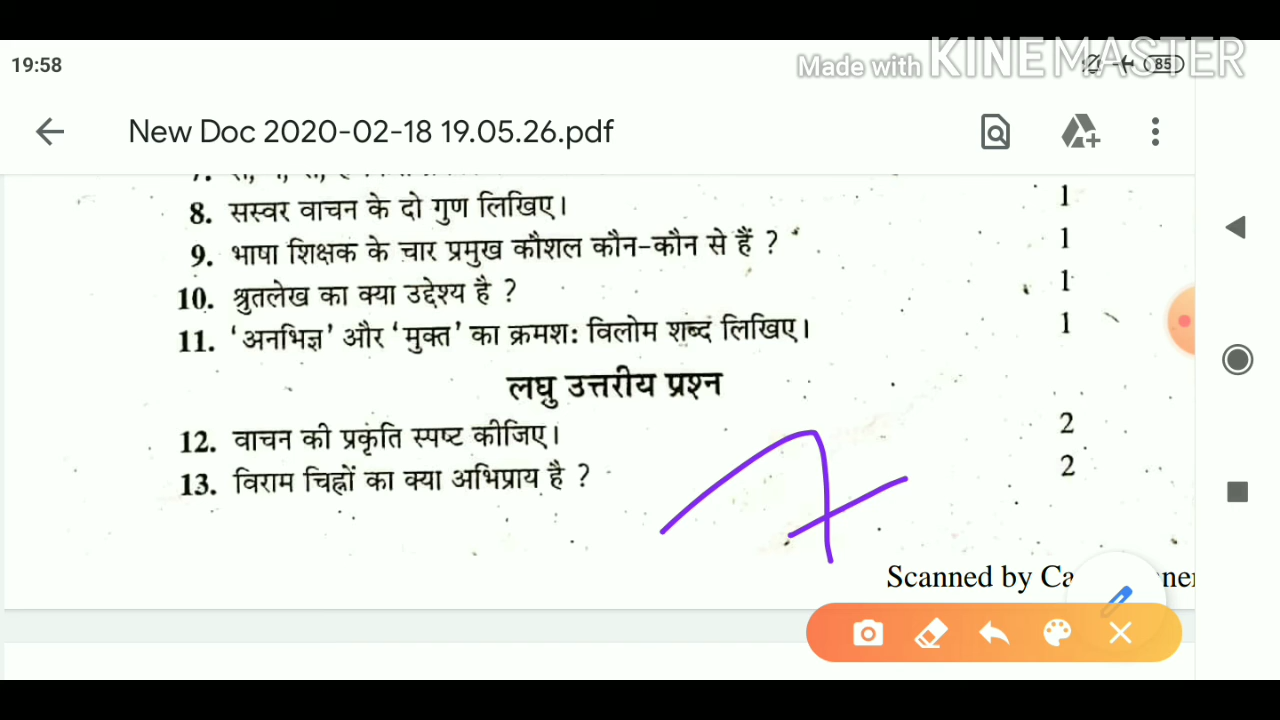 Made with KINEMASTER
19:58
85
New Doc 2020-02-18 19.05.26.pdf
7.
8. सस्वर वाचन के दो गुण लिखिए। 1
9. भाषा शिक्षक के चार प्रमुख कौशल कौन-कौन से हैं ? 1
10. श्रुतलेख का क्या उद्देश्य है ? 1
11. 'अनभिज्ञ' और 'मुक्त' का क्रमशः विलोम शब्द लिखिए। 1
लघु उत्तरीय प्रश्न
12. वाचन की प्रकृति स्पष्ट कीजिए। 2
13. विराम चिह्नों का क्या अभिप्राय है ? 2
Scanned by